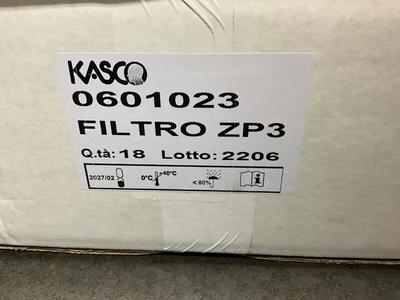 KASCO
0601023
FILTRO ZP3
Q.tà: 18 Lotto: 2206
2027/02 0°C +40°C < 80%